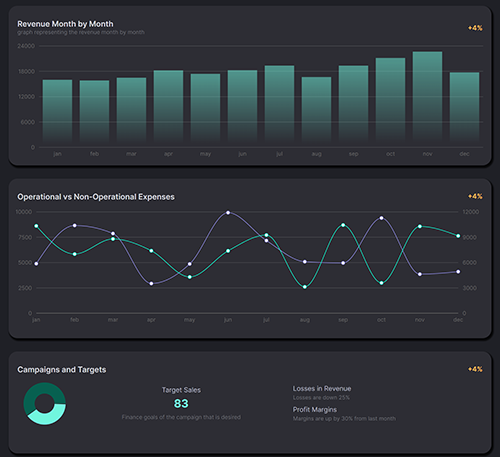 Revenue Month by Month
graph representing the revenue month by month
+4%
24000
18000
12000
6000
0
jan feb mar apr may jun jul aug sep oct nov dec
Operational vs Non-Operational Expenses
+4%
10000 12000
7500 9000
5000 6000
2500 3000
0 0
jan feb mar apr may jun jul aug sep oct nov dec
Campaigns and Targets
+4%
Target Sales
83
Finance goals of the campaign that is desired
Losses in Revenue
Losses are down 25%
Profit Margins
Margins are up by 30% from last month